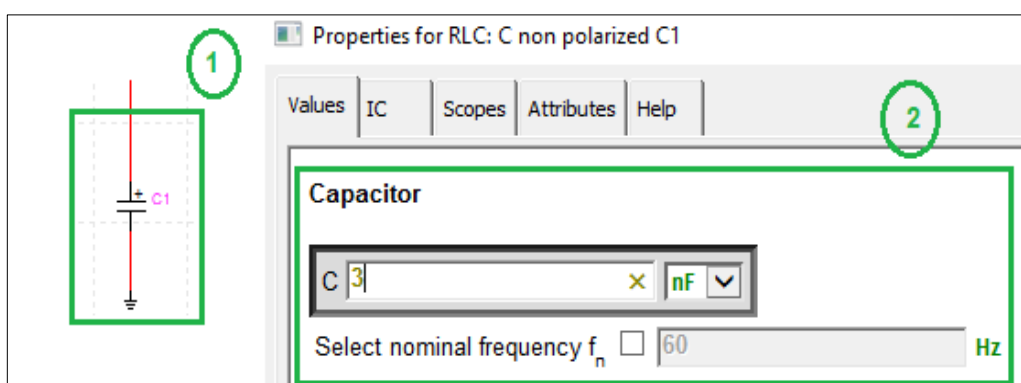 1
Properties for RLC: C non polarized C1
Values IC Scopes Attributes Help
2
+ C1
Capacitor
C 3 × nF
Select nominal frequency fn 60 Hz